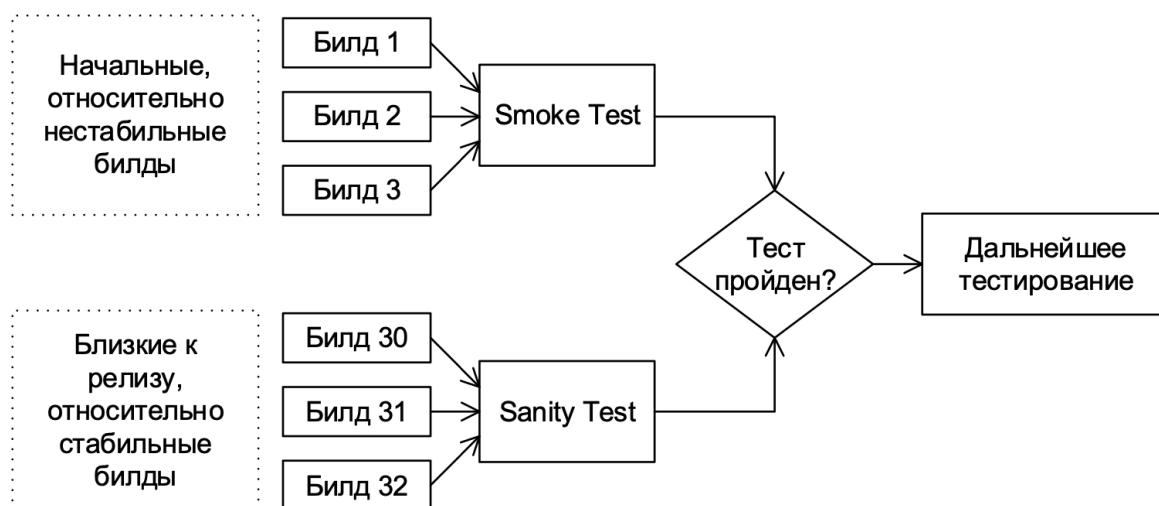 Начальные,
относительно
нестабильные
билды
Билд 1
Билд 2
Билд 3
Smoke Test
Тест
пройден?
Дальнейшее
тестирование
Близкие к
релизу,
относительно
стабильные
билды
Билд 30
Билд 31
Билд 32
Sanity Test